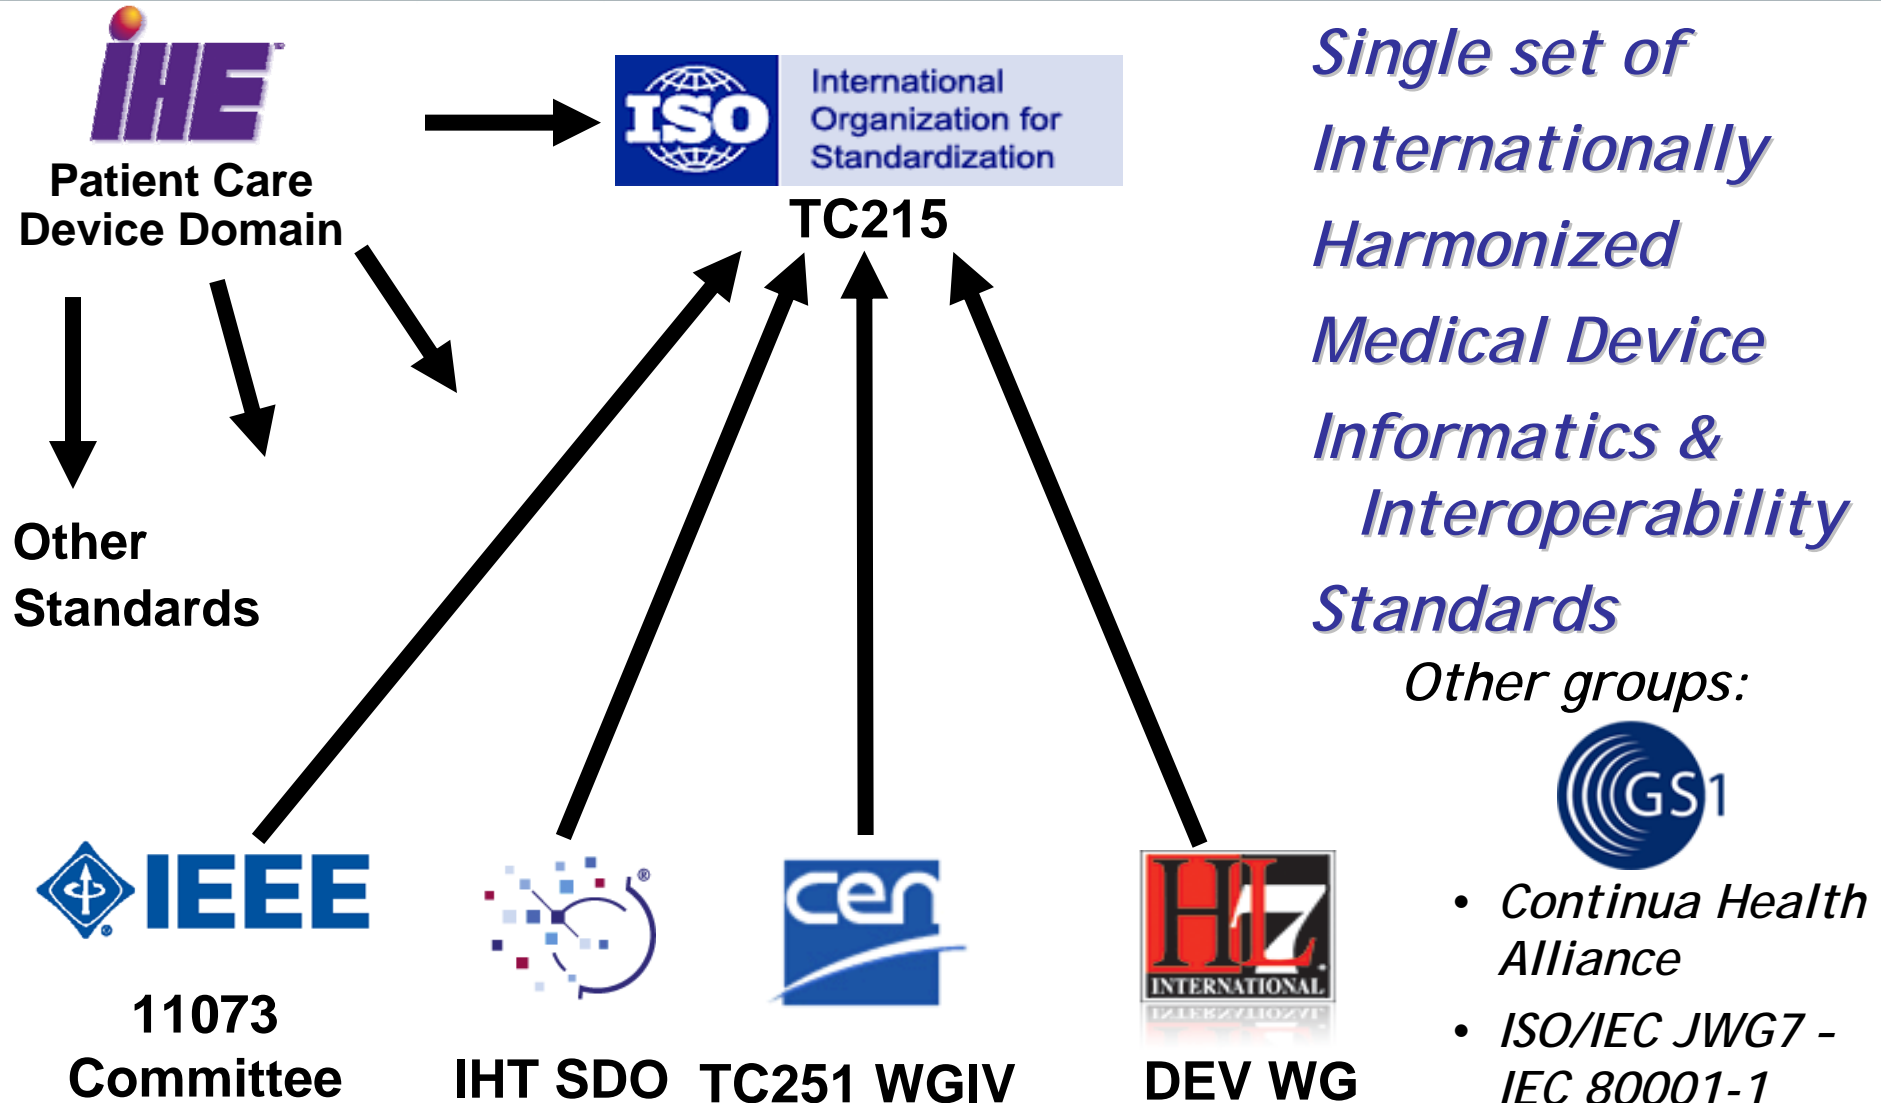 IHE
Patient Care
Device Domain
ISO
International
Organization for
Standardization
TC215
Other
Standards
IEEE
11073
Committee
®
IHT SDO
cen
TC251 WGIV
HL7
INTERNATIONAL
DEV WG
Single set of
Internationally
Harmonized
Medical Device
Informatics &
Interoperability
Standards
Other groups:
GS1
• Continua Health
Alliance
• ISO/IEC JWG7 –
IEC 80001-1